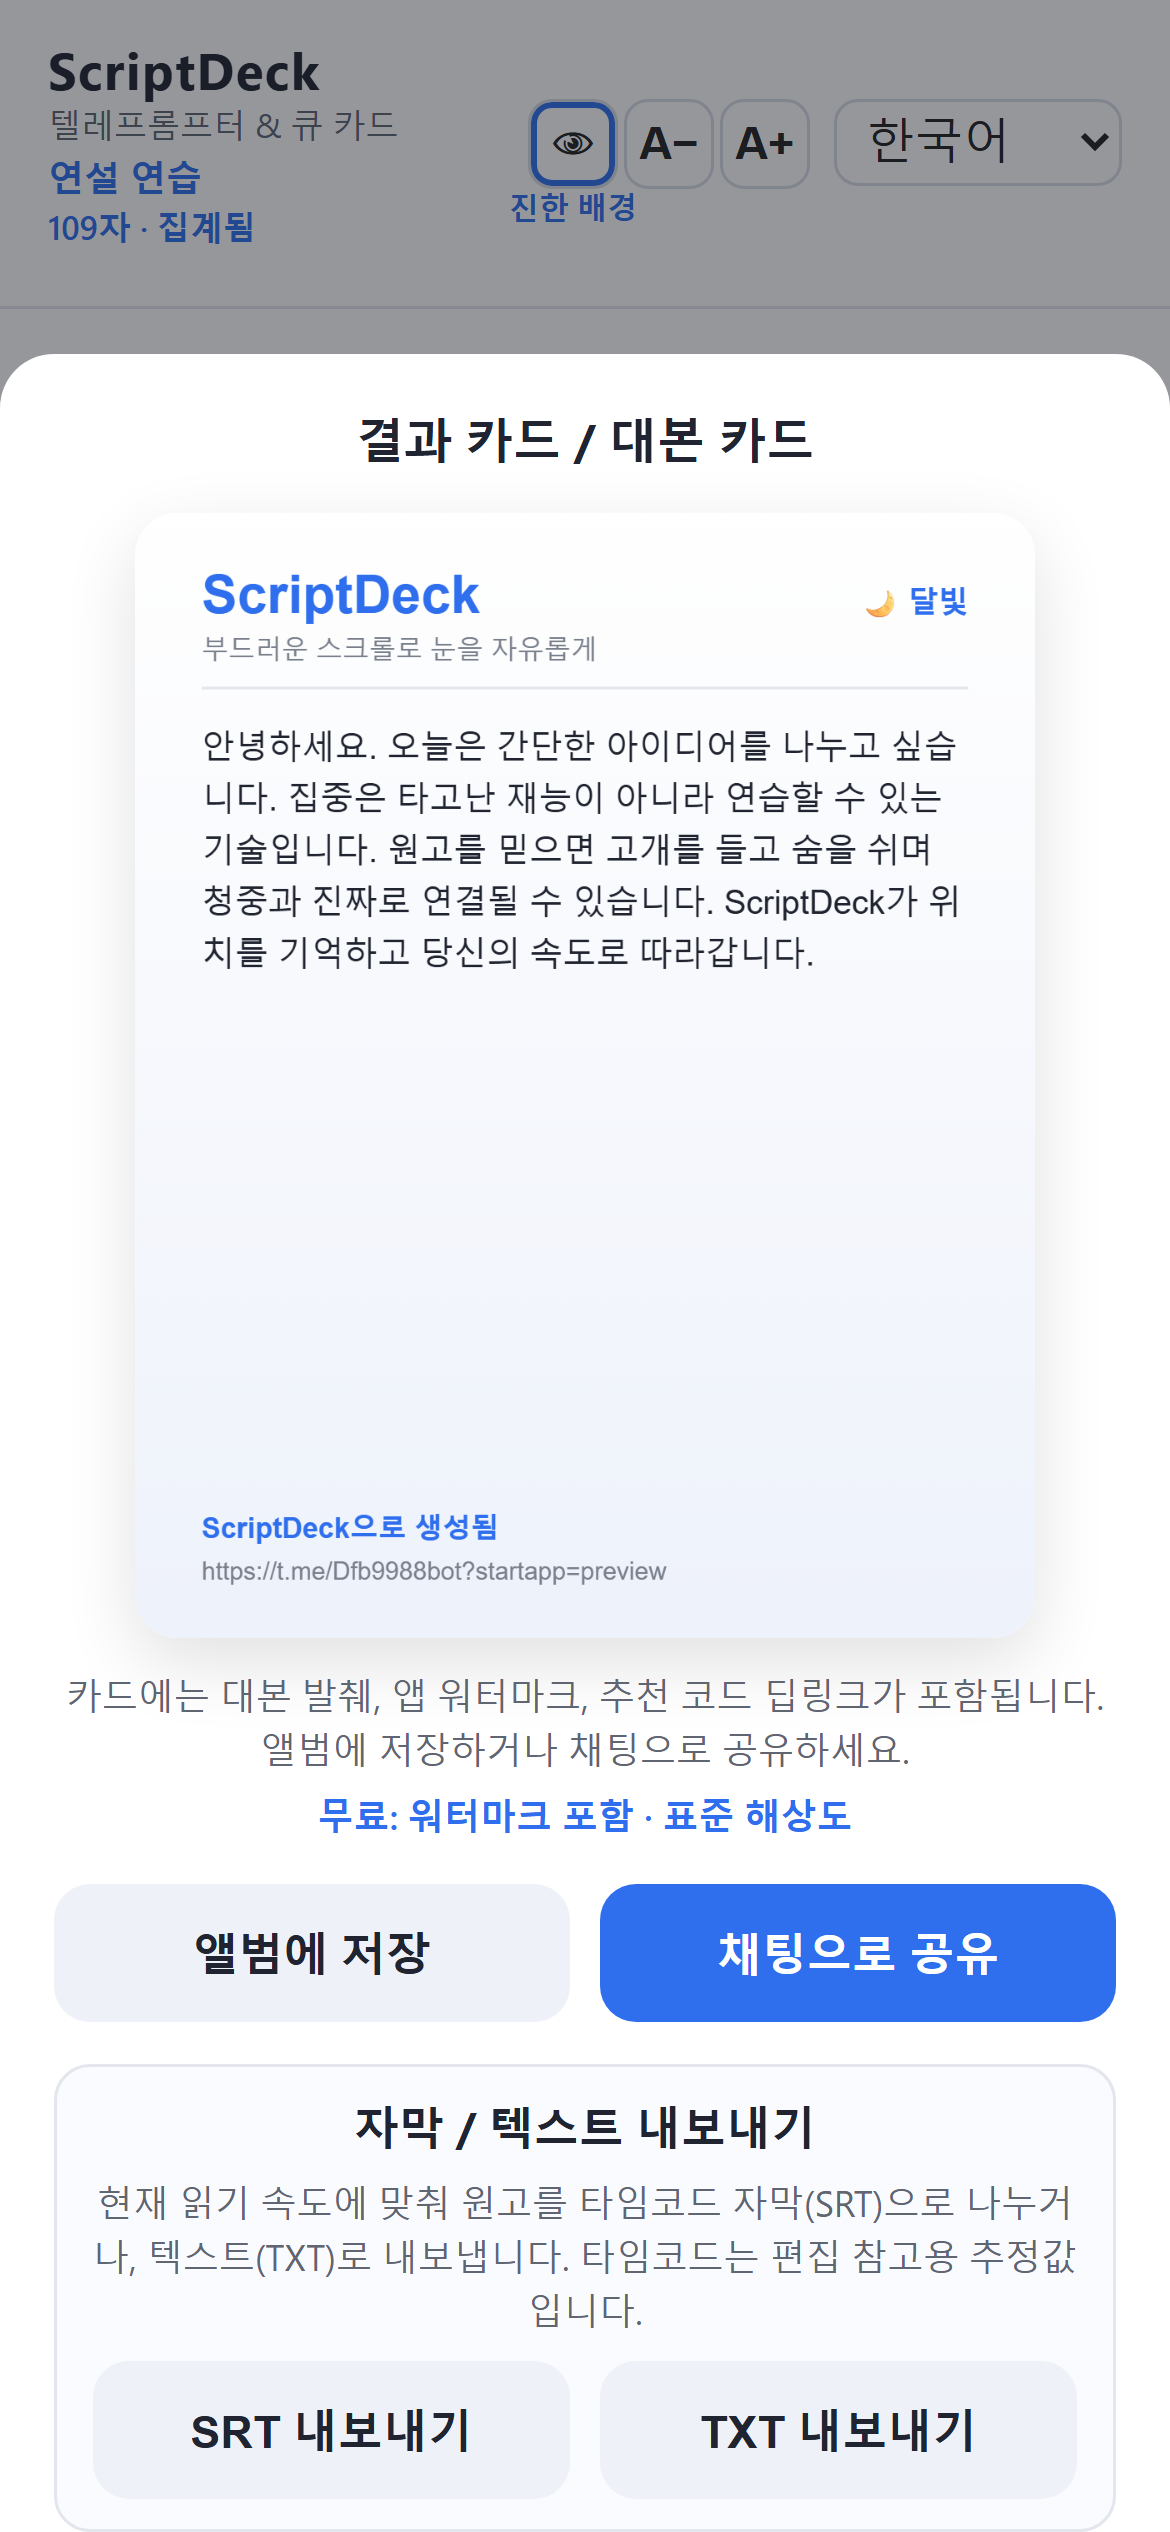 ScriptDeck
텔레프롬프터 & 큐 카드
연설 연습
109자 · 집계됨
A− A+ 한국어
진한 배경
결과 카드 / 대본 카드
ScriptDeck
🌙 달빛
부드러운 스크롤로 눈을 자유롭게
안녕하세요. 오늘은 간단한 아이디어를 나누고 싶습
니다. 집중은 타고난 재능이 아니라 연습할 수 있는
기술입니다. 원고를 믿으면 고개를 들고 숨을 쉬며
청중과 진짜로 연결될 수 있습니다. ScriptDeck가 위
치를 기억하고 당신의 속도로 따라갑니다.
ScriptDeck으로 생성됨
https://t.me/Dfb9988bot?startapp=preview
카드에는 대본 발췌, 앱 워터마크, 추천 코드 딥링크가 포함됩니다.
앨범에 저장하거나 채팅으로 공유하세요.
무료: 워터마크 포함 · 표준 해상도
앨범에 저장
채팅으로 공유
자막 / 텍스트 내보내기
현재 읽기 속도에 맞춰 원고를 타임코드 자막(SRT)으로 나누거
나, 텍스트(TXT)로 내보냅니다. 타임코드는 편집 참고용 추정값
입니다.
SRT 내보내기
TXT 내보내기